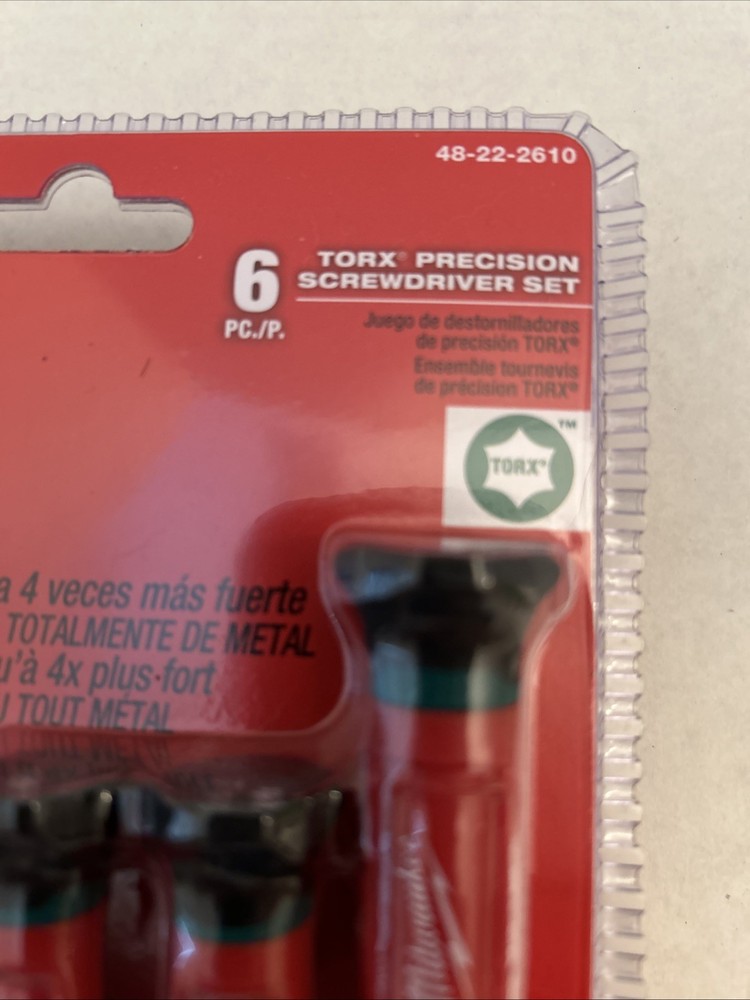 48-22-2610
6
PC./P.
TORX® PRECISION
SCREWDRIVER SET
Juego de destornilladores
de precisión TORX®
Ensemble tournevis
de précision TORX®
TORX® ™
a 4 veces más fuerte
TOTALMENTE DE METAL
u'à 4x plus fort
U TOUT MÉTAL
Milwaukee